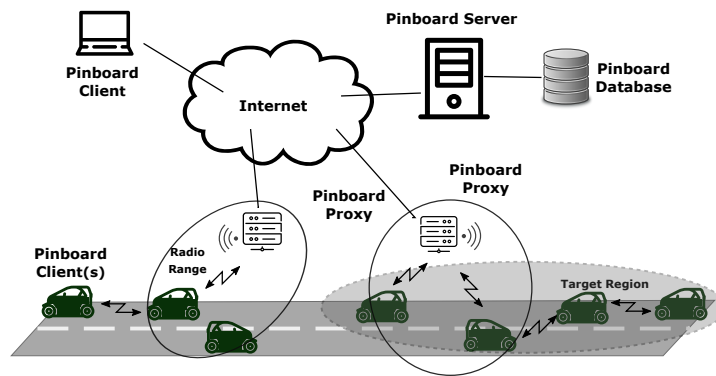 Pinboard Server
Pinboard
Client
Internet
Pinboard
Database
Pinboard
Proxy
Pinboard
Proxy
Pinboard
Client(s)
Radio
Range
Target Region